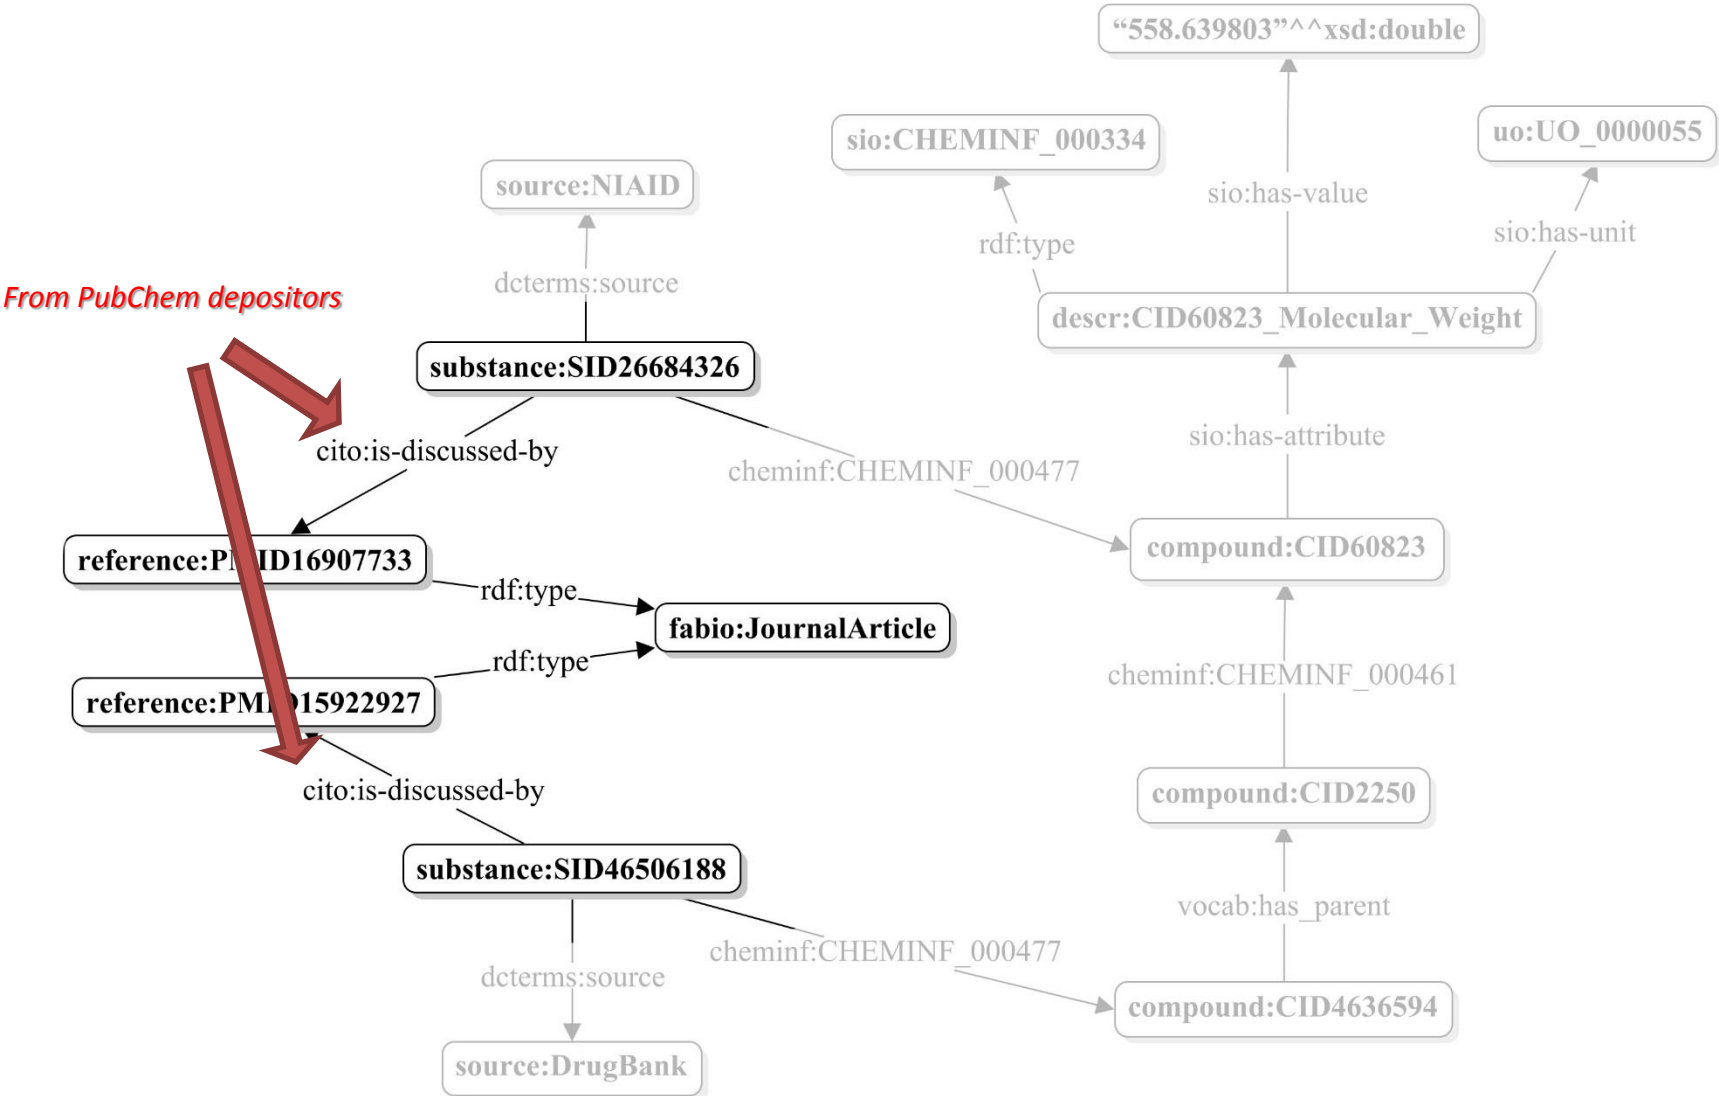 “558.639803”^^xsd:double
sio:CHEMINF_000334
uo:UO_0000055
source:NIAID
sio:has-value
rdf:type
sio:has-unit
dcterms:source
From PubChem depositors
descr:CID60823_Molecular_Weight
substance:SID26684326
sio:has-attribute
cito:is-discussed-by
cheminf:CHEMINF_000477
compound:CID60823
reference:PMID16907733
rdf:type
fabio:JournalArticle
rdf:type
cheminf:CHEMINF_000461
reference:PMID15922927
cito:is-discussed-by
compound:CID2250
substance:SID46506188
vocab:has_parent
cheminf:CHEMINF_000477
dcterms:source
compound:CID4636594
source:DrugBank